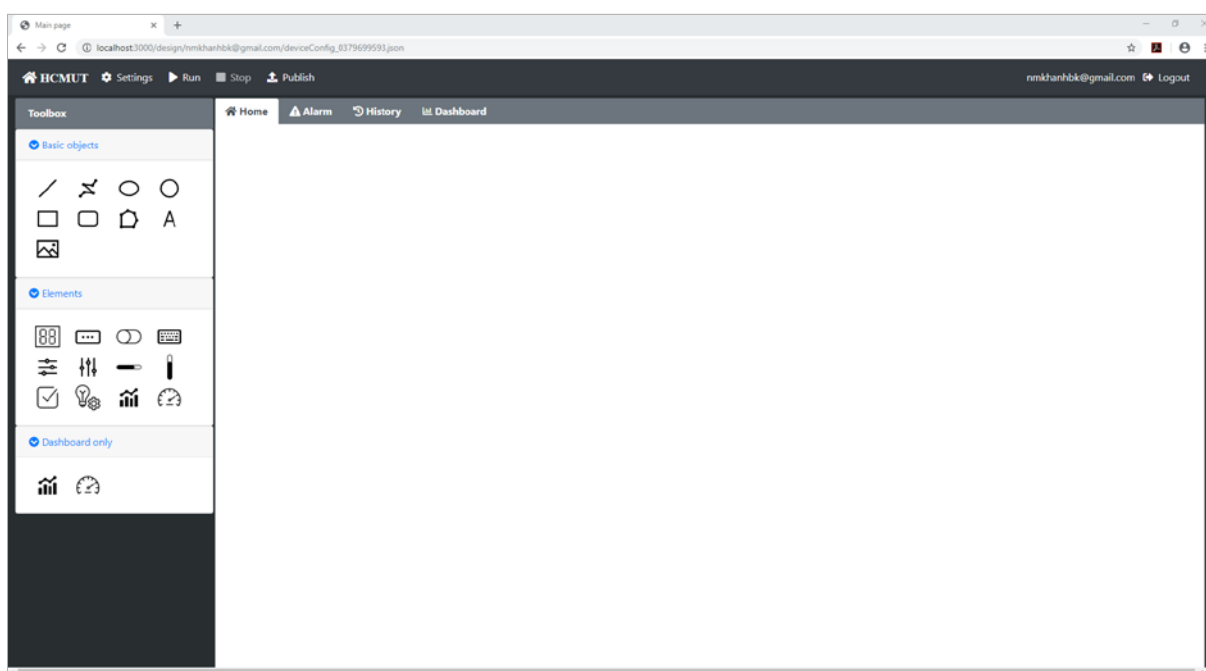 Main page
localhost:3000/design/nmkhanhbk@gmail.com/deviceConfig_0379699593.json
HCMUT Settings Run Stop Publish nmkhanhbk@gmail.com Logout
Toolbox Home Alarm History Dashboard
Basic objects
A
Elements
88
Dashboard only